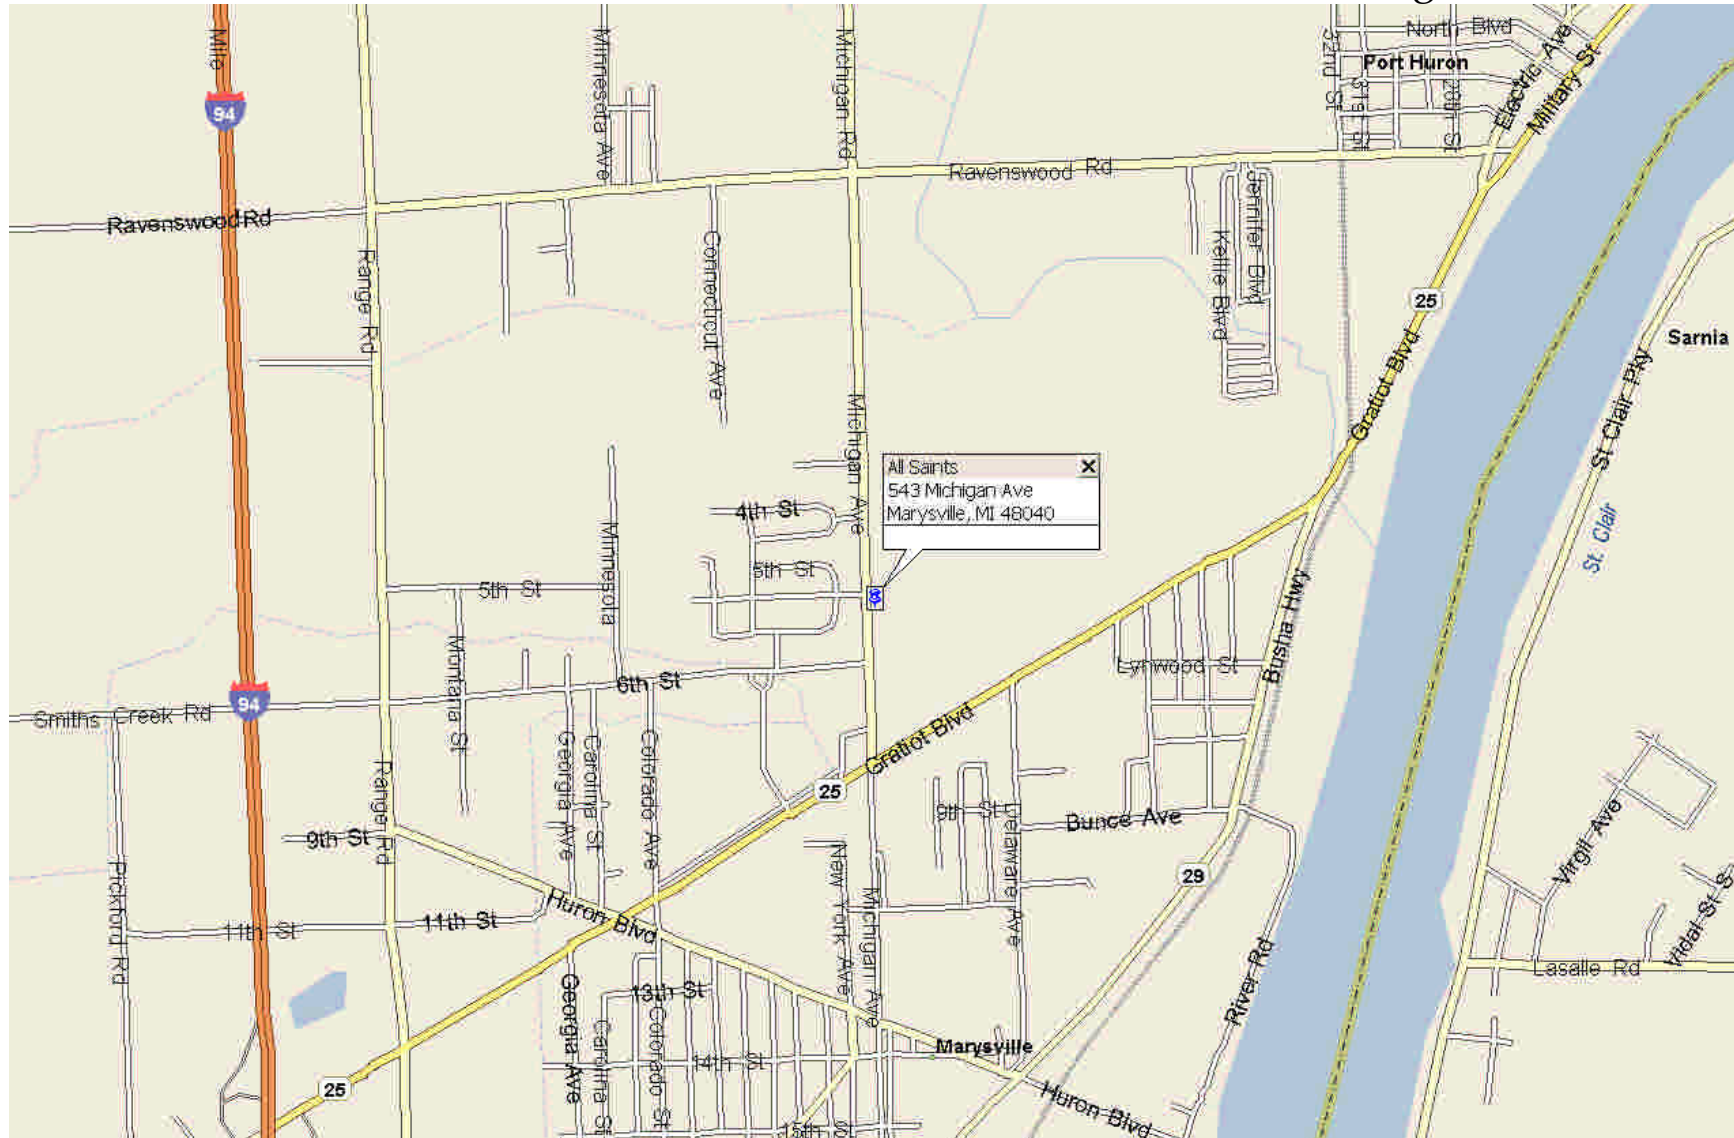 Mile
Minnesota Ave
Michigan Rd
32nd St
31st St
20th St
North Blvd
Port Huron
Electric Ave
Military St
94
Ravenswood Rd
Ravenswood Rd
Range Rd
Connecticut Ave
Kellie Blvd
Jennifer Blvd
25
Gratiot Blvd
Sarnia
St Clair Pky
St. Clair
Michigan Ave
All Saints
543 Michigan Ave
Marysville, MI 48040
4th St
5th St
5th St
Minnesota
Montana St
6th St
Lynwood St
Busha Hwy
94
Smiths Creek Rd
Georgia Ave
Carolina St
Colorado Ave
Gratiot Blvd
25
Range Rd
9th St
9th St
Delaware Ave
Bunce Ave
29
Virgil Ave
Vidal St S
Pickford Rd
11th St
11th St
Huron Blvd
New York Ave
Michigan Ave
River Rd
Lasalle Rd
13th St
Georgia Ave
Carolina St
Colorado St
14th St
Marysville
25
Huron Blvd
15th St